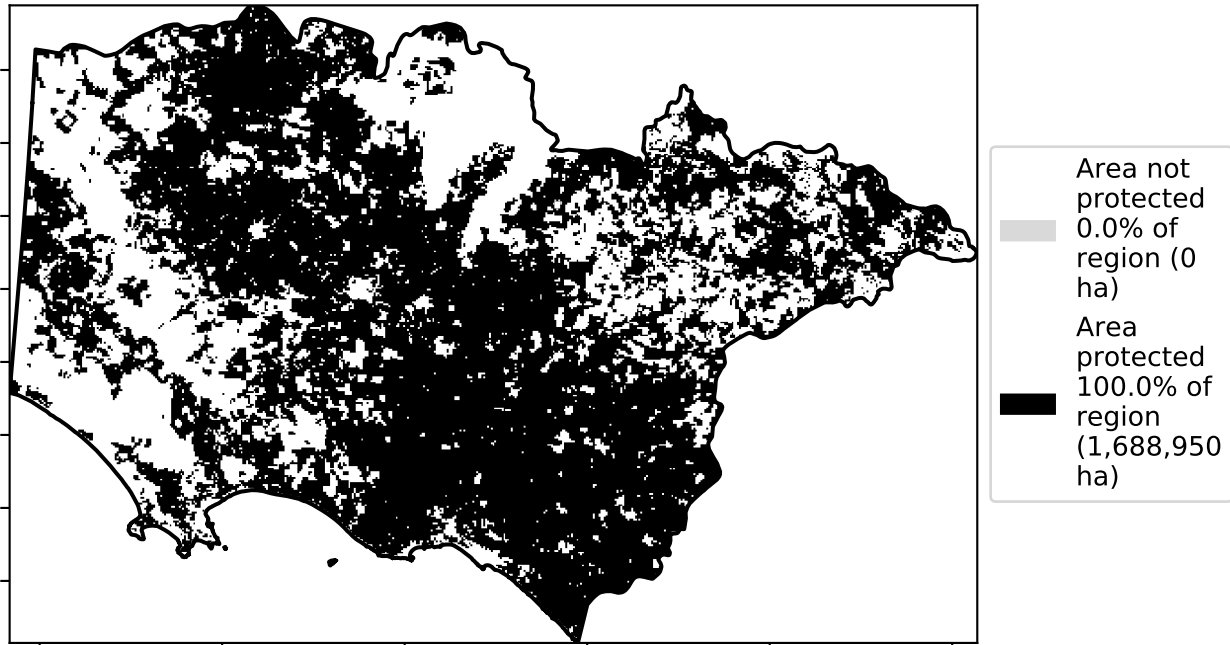 Area not
protected
0.0% of
region (0
ha)
Area
protected
100.0% of
region
(1,688,950
ha)